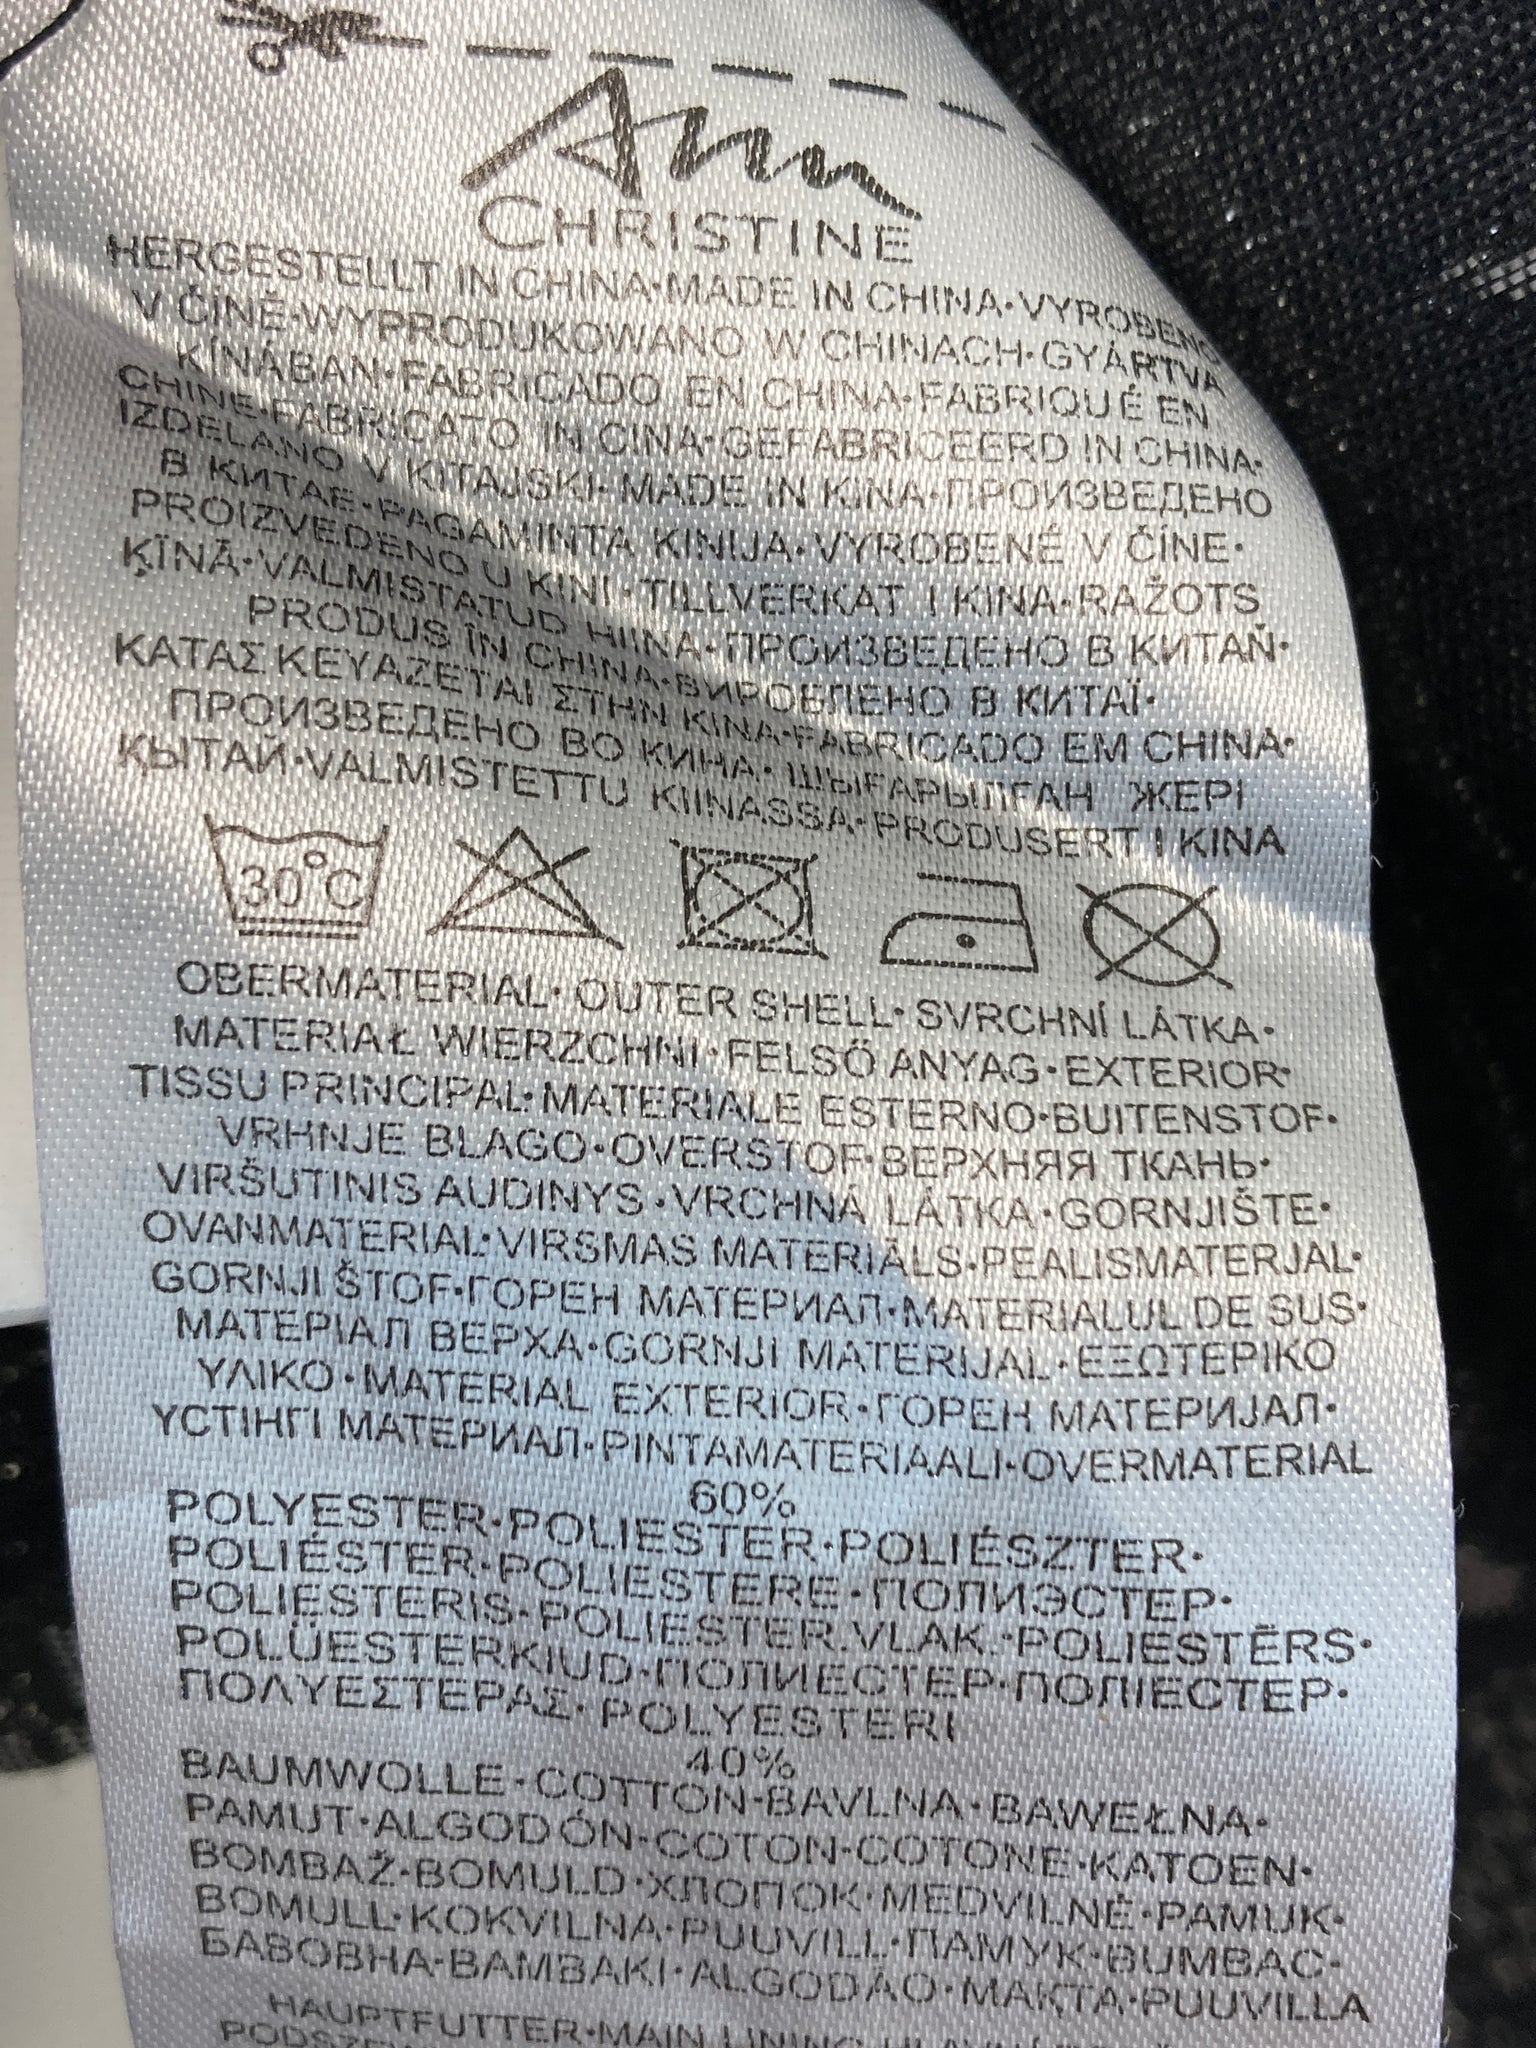 Ann
CHRISTINE
HERGESTELLT IN CHINA·MADE IN CHINA·VYROBENO
V ČÍNĚ·WYPRODUKOWANO W CHINACH·GYÁRTVA
KÍNÁBAN·FABRICADO EN CHINA·FABRIQUÉ EN
CHINE·FABRICATO IN CINA·GEFABRICEERD IN CHINA·
IZDELANO V KITAJSKI·MADE IN KINA·ПРОИЗВЕДЕНО
В КИТАЕ·PAGAMINTA KINIJA·VYROBENÉ V ČÍNE·
PROIZVEDENO U KINI·TILLVERKAT I KINA·RAŽOTS
ĶĪNĀ·VALMISTATUD HIINA·ПРОИЗВЕДЕНО В КИТАЙ·
PRODUS ÎN CHINA·ВИРОБЛЕНО В КИТАЇ·
ΚΑΤΑΣΚΕΥΑΖΕΤΑΙ ΣΤΗΝ ΚΙΝΑ·FABRICADO EM CHINA·
ПРОИЗВЕДЕНО ВО КИНА·ШЫҒАРЫЛҒАН ЖЕРІ
ҚЫТАЙ·VALMISTETTU KIINASSA·PRODUSERT I KINA
30°C
OBERMATERIAL·OUTER SHELL·SVRCHNÍ LÁTKA·
MATERIAŁ WIERZCHNI·FELSŐ ANYAG·EXTERIOR·
TISSU PRINCIPAL·MATERIALE ESTERNO·BUITENSTOF·
VRHNJE BLAGO·OVERSTOF·ВЕРХНЯЯ ТКАНЬ·
VIRŠUTINIS AUDINYS·VRCHNÁ LÁTKA·GORNJIŠTE·
OVANMATERIAL·VIRSMAS MATERIĀLS·PEALISMATERJAL·
GORNJI ŠTOF·ГОРЕН МАТЕРИАЛ·MATERIALUL DE SUS·
МАТЕРІАЛ ВЕРХА·GORNJI MATERIJAL·ΕΞΩΤΕΡΙΚΟ
ΥΛΙΚΟ·MATERIAL EXTERIOR·ГОРЕН МАТЕРИЈАЛ·
ҮСТІНГІ МАТЕРИАЛ·PINTAMATERIAALI·OVERMATERIAL
60%
POLYESTER·POLIESTER·POLIÉSZTER·
POLIÉSTER·POLIESTERE·ПОЛИЭСТЕР·
POLIESTERIS·POLIESTER.VLAK.·POLIESTĒRS·
POLÜESTERKIUD·ПОЛИЕСТЕР·ПОЛІЕСТЕР·
ΠΟΛΥΕΣΤΕΡΑΣ·POLYESTERI
40%
BAUMWOLLE·COTTON·BAVLNA·BAWEŁNA·
PAMUT·ALGODÓN·COTON·COTONE·KATOEN·
BOMBAŽ·BOMULD·ХЛОПОК·MEDVILNĖ·PAMUK·
BOMULL·KOKVILNA·PUUVILL·ПАМУК·BUMBAC·
БАВОВНА·ΒΑΜΒΑΚΙ·ALGODÃO·МАҚТА·PUUVILLA
HAUPTFUTTER·MAIN LINING